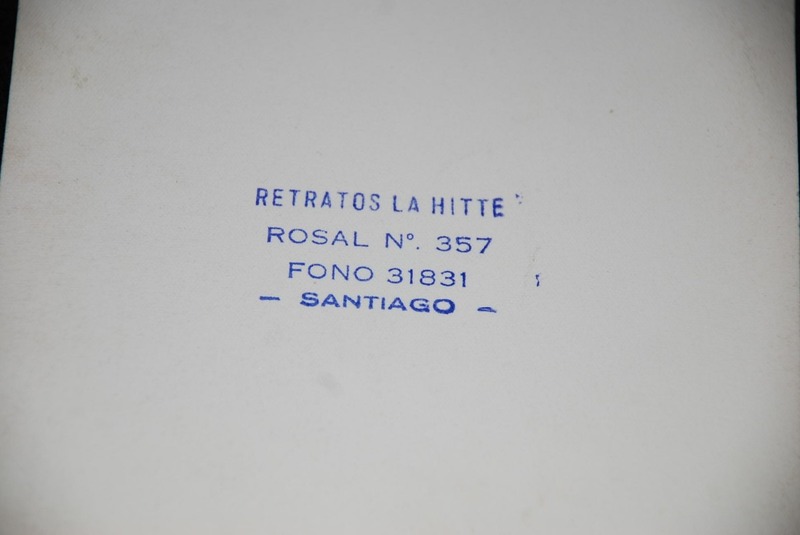 RETRATOS LA HITTE
ROSAL Nº. 357
FONO 31831
— SANTIAGO —